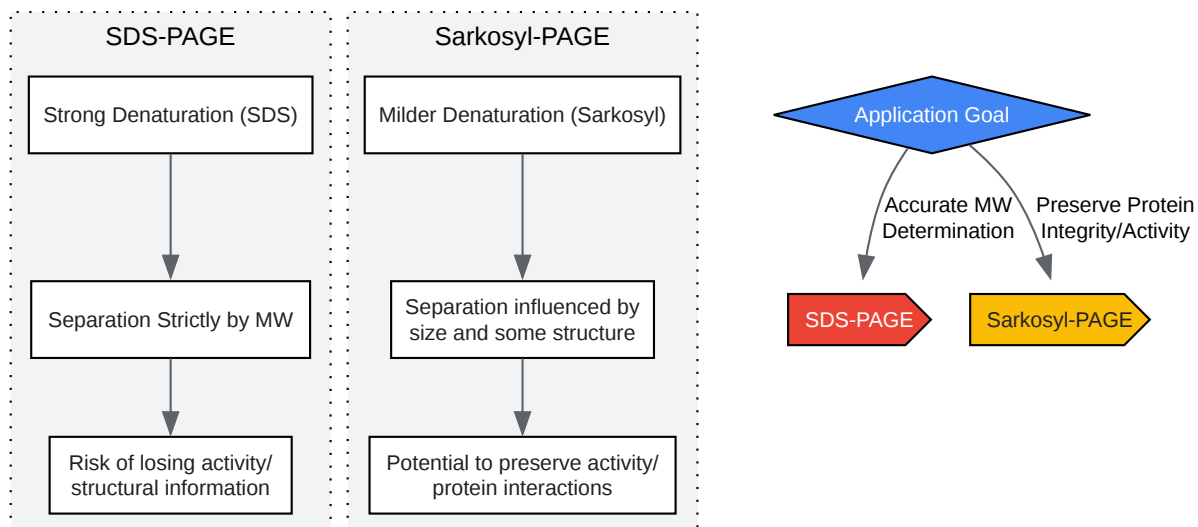 SDS-PAGE
Strong Denaturation (SDS)
Separation Strictly by MW
Risk of losing activity/
structural information
Sarkosyl-PAGE
Milder Denaturation (Sarkosyl)
Separation influenced by
size and some structure
Potential to preserve activity/
protein interactions
Application Goal
Accurate MW
Determination
Preserve Protein
Integrity/Activity
SDS-PAGE
Sarkosyl-PAGE